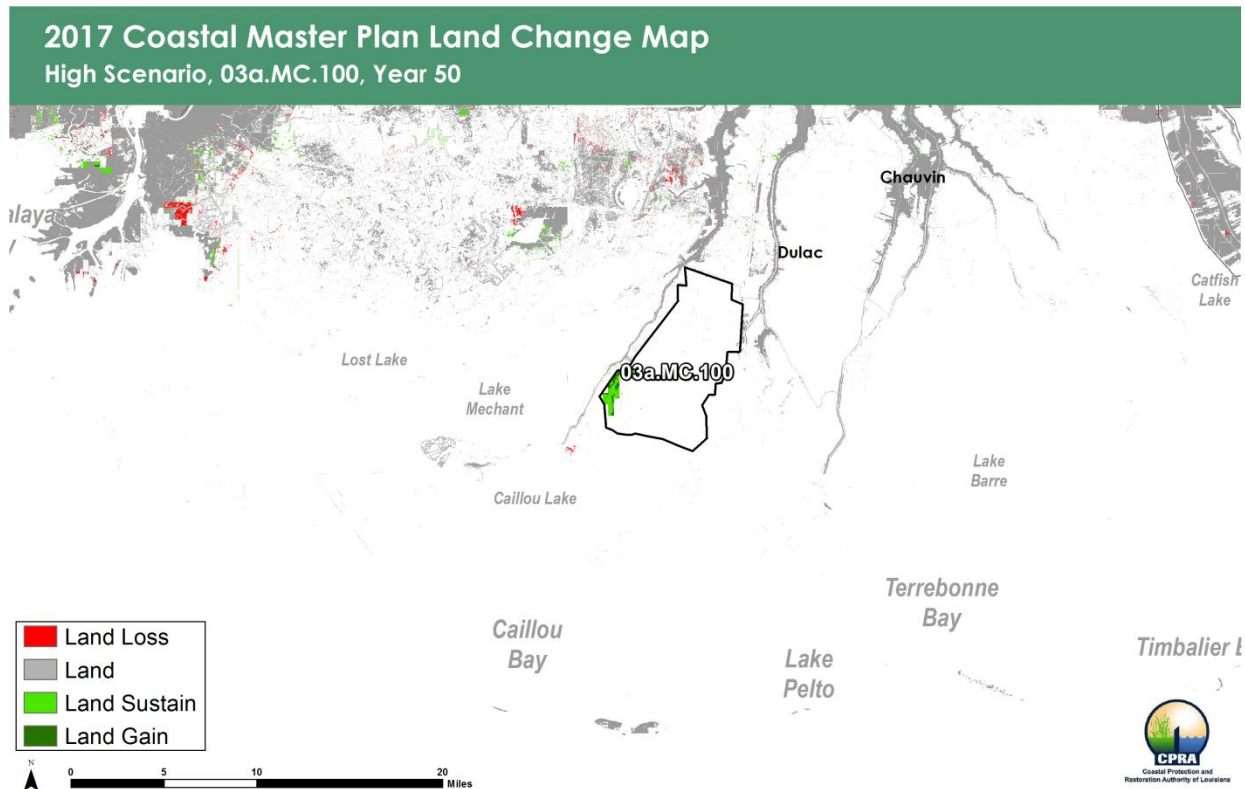 2017 Coastal Master Plan Land Change Map
High Scenario, 03a.MC.100, Year 50
Chauvin
alaya
Dulac
Catfish
Lake
Lost Lake
03a.MC.100
Lake
Mechant
Lake
Barre
Caillou Lake
Terrebonne
Bay
Caillou
Bay
Lake
Pelto
Timbalier B
Land Loss
Land
Land Sustain
Land Gain
N
0 5 10 20
Miles
CPRA
Coastal Protection and
Restoration Authority of Louisiana